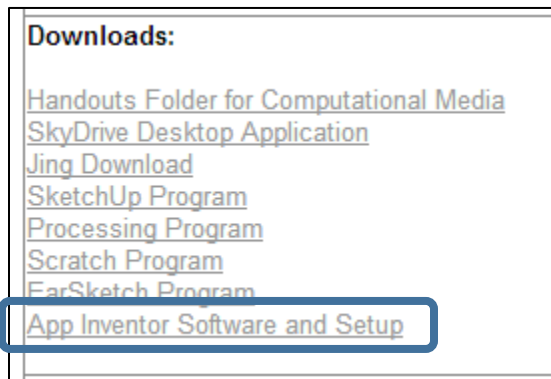 Downloads:
Handouts Folder for Computational Media
SkyDrive Desktop Application
Jing Download
SketchUp Program
Processing Program
Scratch Program
EarSketch Program
App Inventor Software and Setup